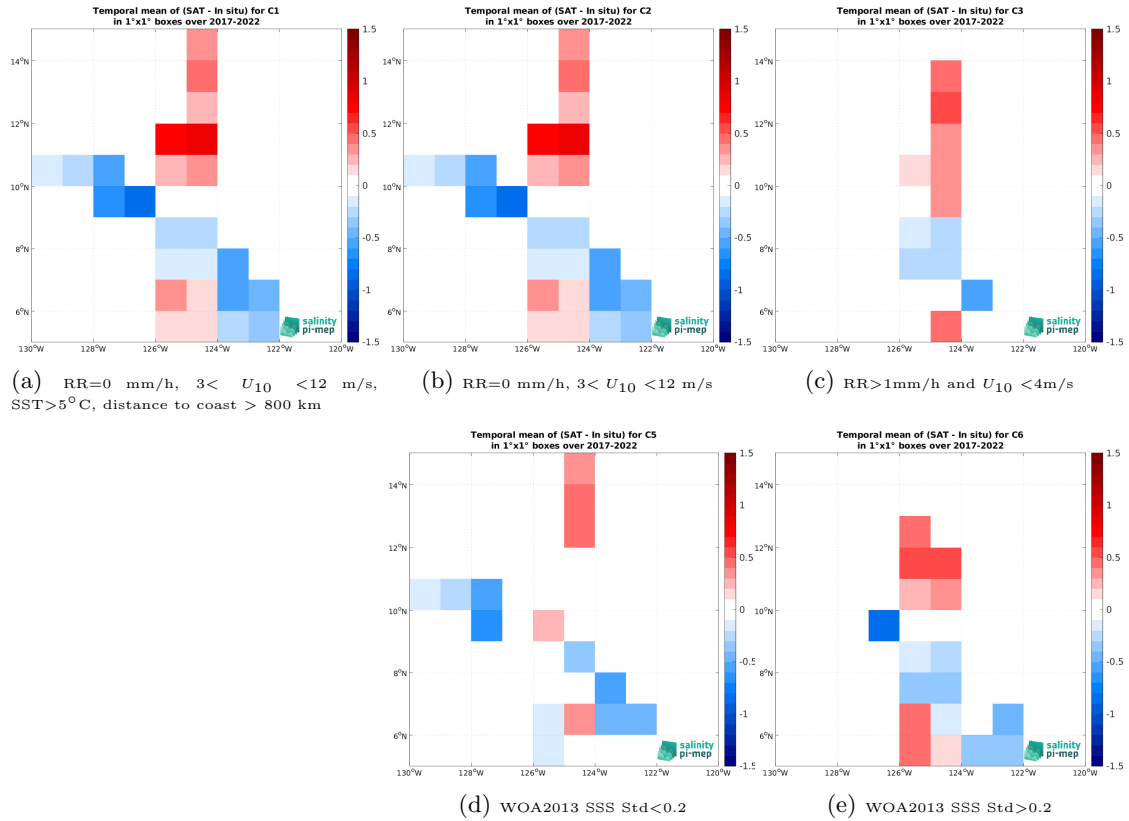 Temporal mean of (SAT - In situ) for C1
in 1°x1° boxes over 2017-2022
14°N
12°N
10°N
8°N
6°N
130°W
128°W
126°W
124°W
122°W
120°W
1.5
1
0.5
0
-0.5
-1
-1.5
salinity
pi-mep
(a) RR=0 mm/h, 3< U10 <12 m/s,
SST>5°C, distance to coast > 800 km
Temporal mean of (SAT - In situ) for C2
in 1°x1° boxes over 2017-2022
14°N
12°N
10°N
8°N
6°N
130°W
128°W
126°W
124°W
122°W
120°W
1.5
1
0.5
0
-0.5
-1
-1.5
salinity
pi-mep
(b) RR=0 mm/h, 3< U10 <12 m/s
Temporal mean of (SAT - In situ) for C3
in 1°x1° boxes over 2017-2022
14°N
12°N
10°N
8°N
6°N
130°W
128°W
126°W
124°W
122°W
120°W
1.5
1
0.5
0
-0.5
-1
-1.5
salinity
pi-mep
(c) RR>1mm/h and U10 <4m/s
Temporal mean of (SAT - In situ) for C5
in 1°x1° boxes over 2017-2022
14°N
12°N
10°N
8°N
6°N
130°W
128°W
126°W
124°W
122°W
120°W
1.5
1
0.5
0
-0.5
-1
-1.5
salinity
pi-mep
(d) WOA2013 SSS Std<0.2
Temporal mean of (SAT - In situ) for C6
in 1°x1° boxes over 2017-2022
14°N
12°N
10°N
8°N
6°N
130°W
128°W
126°W
124°W
122°W
120°W
1.5
1
0.5
0
-0.5
-1
-1.5
salinity
pi-mep
(e) WOA2013 SSS Std>0.2